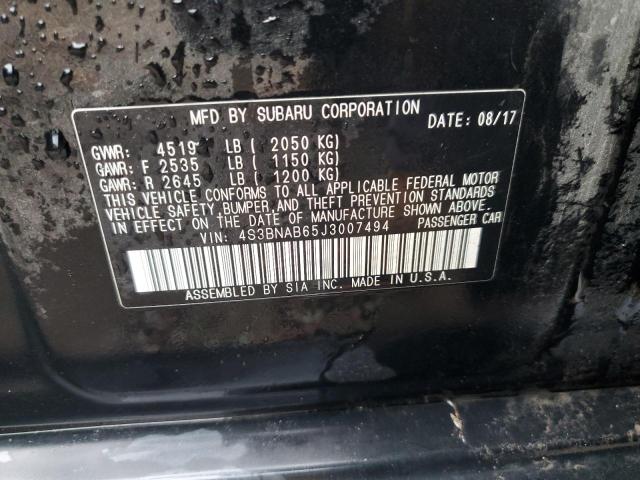 MFD BY SUBARU CORPORATION
DATE: 08/17
GVWR: 4519 LB ( 2050 KG)
GAWR: F 2535 LB ( 1150 KG)
GAWR: R 2645 LB ( 1200 KG)
THIS VEHICLE CONFORMS TO ALL APPLICABLE FEDERAL MOTOR
VEHICLE SAFETY,BUMPER,AND THEFT PREVENTION STANDARDS
IN EFFECT ON THE DATE OF MANUFACTURE SHOWN ABOVE.
VIN: 4S3BNAB65J3007494 PASSENGER CAR
ASSEMBLED BY SIA INC. MADE IN U.S.A.